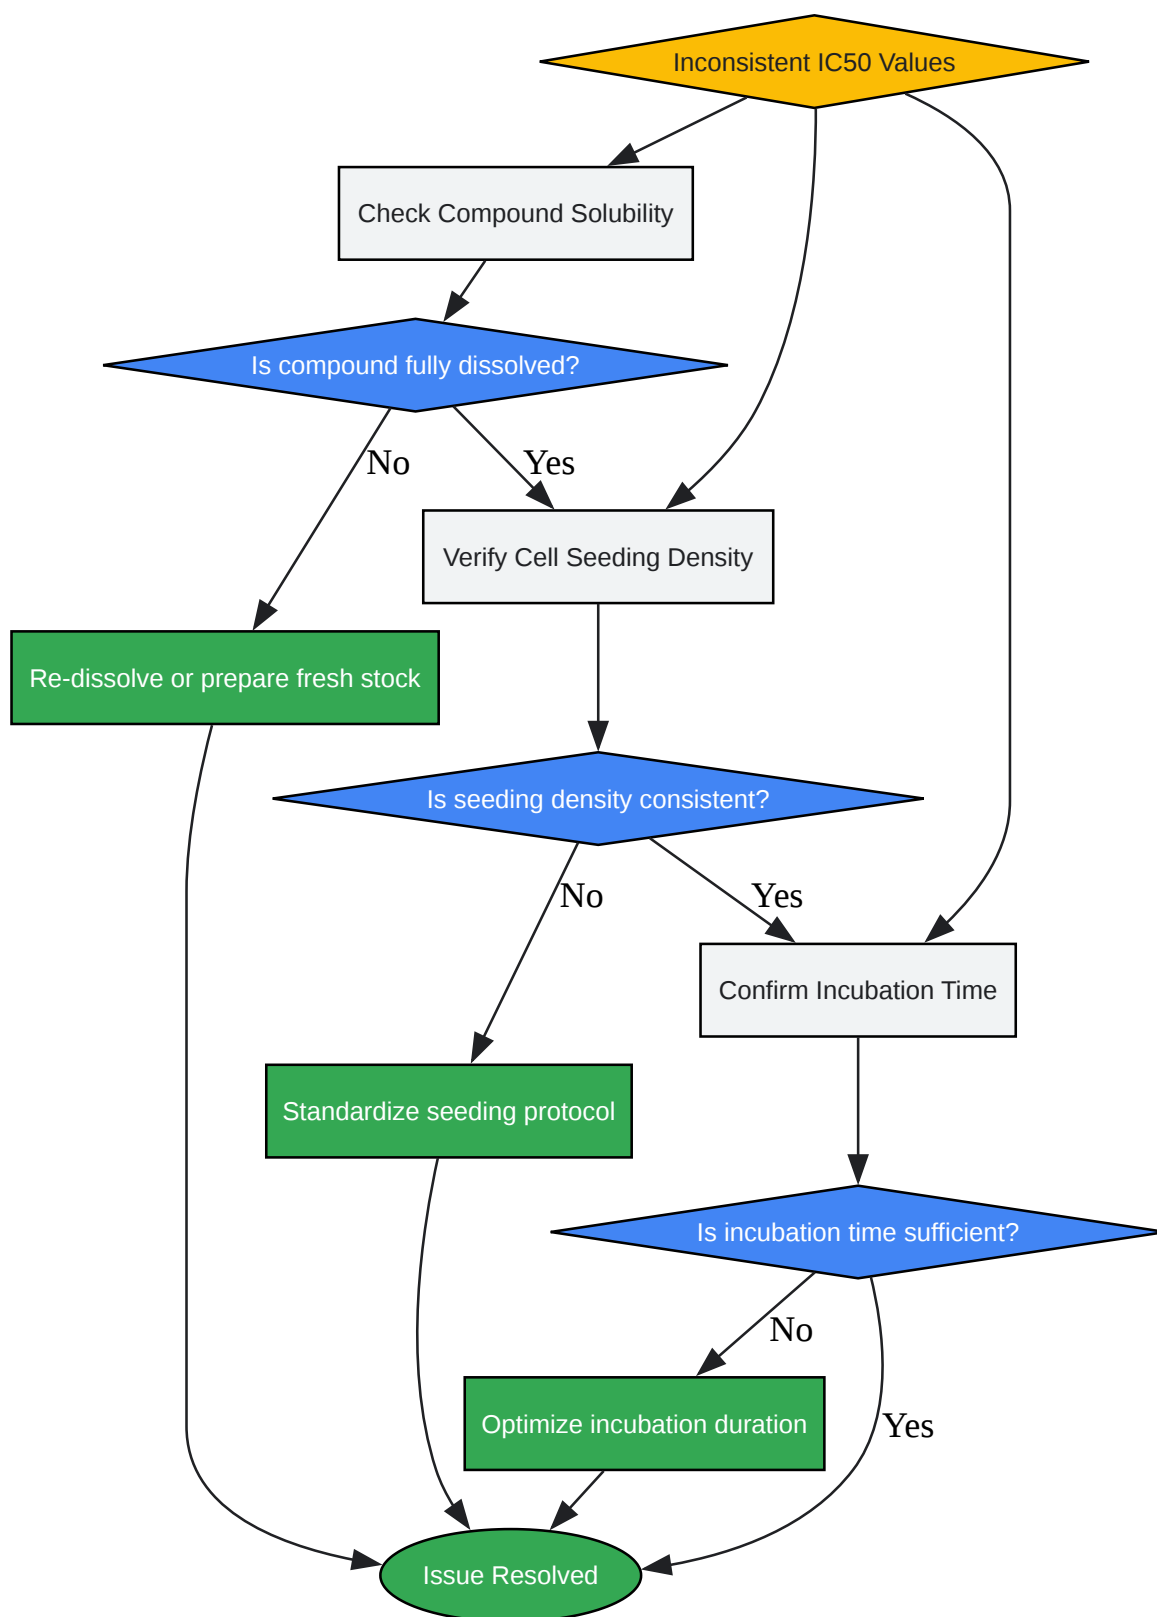 Inconsistent IC50 Values
Check Compound Solubility
Is compound fully dissolved?
No
Yes
Verify Cell Seeding Density
Re-dissolve or prepare fresh stock
Is seeding density consistent?
No
Yes
Confirm Incubation Time
Standardize seeding protocol
Is incubation time sufficient?
No
Optimize incubation duration
Yes
Issue Resolved